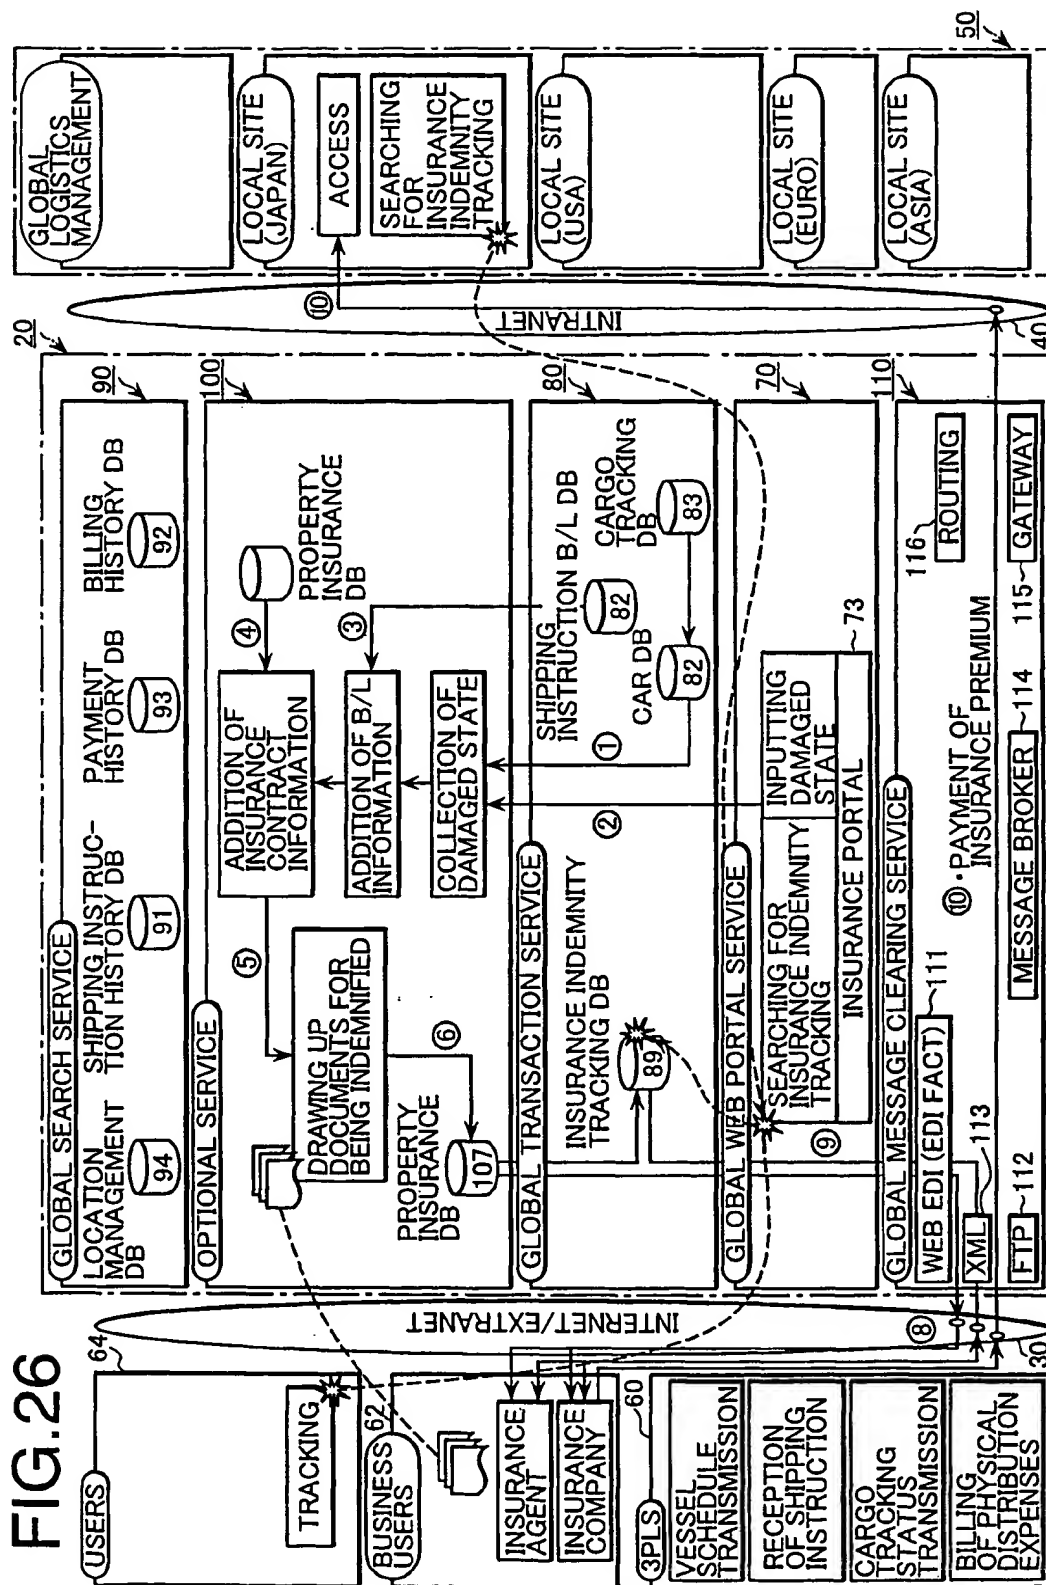 FIG.26
USERS
64
TRACKING
BUSINESS
USERS
62
INSURANCE
AGENT
INSURANCE
COMPANY
3PLS
60
VESSEL
SCHEDULE
TRANSMISSION
RECEPTION
OF SHIPPING
INSTRUCTION
CARGO
TRACKING
STATUS
TRANSMISSION
BILLING
OF PHYSICAL
DISTRIBUTION
EXPENSES
INTERNET/EXTRANET
⑧
30
20
GLOBAL SEARCH SERVICE
90
LOCATION
MANAGEMENT
DB
94
SHIPPING INSTRUC-
TION HISTORY DB
91
PAYMENT
HISTORY DB
93
BILLING
HISTORY DB
92
OPTIONAL SERVICE
100
DRAWING UP
DOCUMENTS FOR
BEING INDEMNIFIED
⑤
ADDITION OF
INSURANCE
CONTRACT
INFORMATION
④
PROPERTY
INSURANCE
DB
ADDITION OF B/L
INFORMATION
③
COLLECTION OF
DAMAGED STATE
⑥
PROPERTY
INSURANCE
DB
107
①
②
GLOBAL TRANSACTION SERVICE
80
INSURANCE INDEMNITY
TRACKING DB
89
SHIPPING
INSTRUCTION B/L DB
82
CAR DB
82
CARGO
TRACKING
DB
83
GLOBAL WEB PORTAL SERVICE
70
SEARCHING FOR
INSURANCE INDEMNITY
TRACKING
INPUTTING
DAMAGED
STATE
INSURANCE PORTAL
73
⑨
GLOBAL MESSAGE CLEARING SERVICE
110
WEB EDI (EDI FACT)
111
XML
113
FTP
112
⑩・PAYMENT OF
INSURANCE PREMIUM
MESSAGE BROKER
114
ROUTING
116
GATEWAY
115
INTRANET
⑩
40
50
GLOBAL
LOGISTICS
MANAGEMENT
LOCAL SITE
(JAPAN)
ACCESS
SEARCHING
FOR
INSURANCE
INDEMNITY
TRACKING
LOCAL SITE
(USA)
LOCAL SITE
(EURO)
LOCAL SITE
(ASIA)